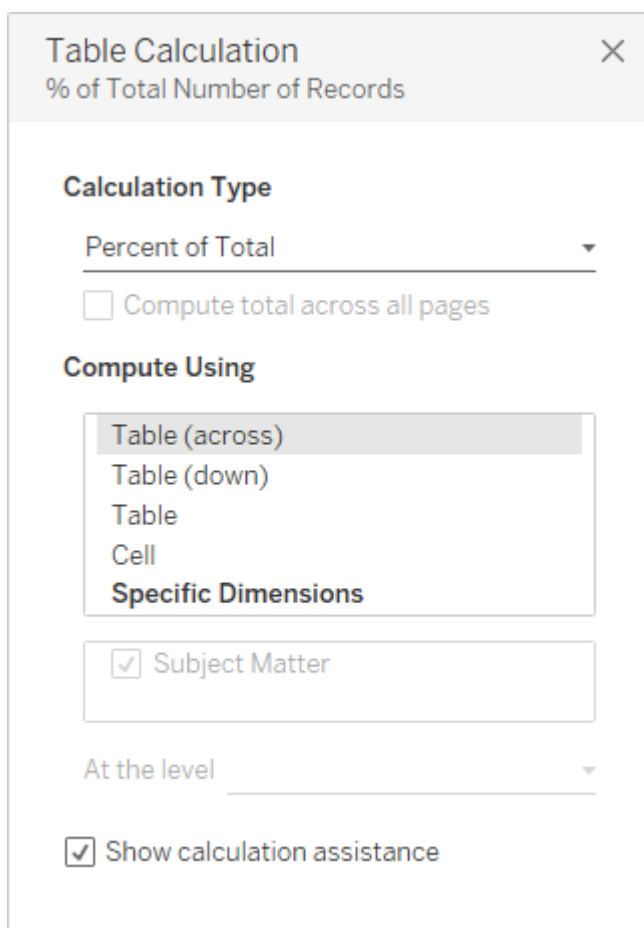 Table Calculation
% of Total Number of Records
Calculation Type
Percent of Total
Compute total across all pages
Compute Using
Table (across)
Table (down)
Table
Cell
Specific Dimensions
Subject Matter
At the level
Show calculation assistance